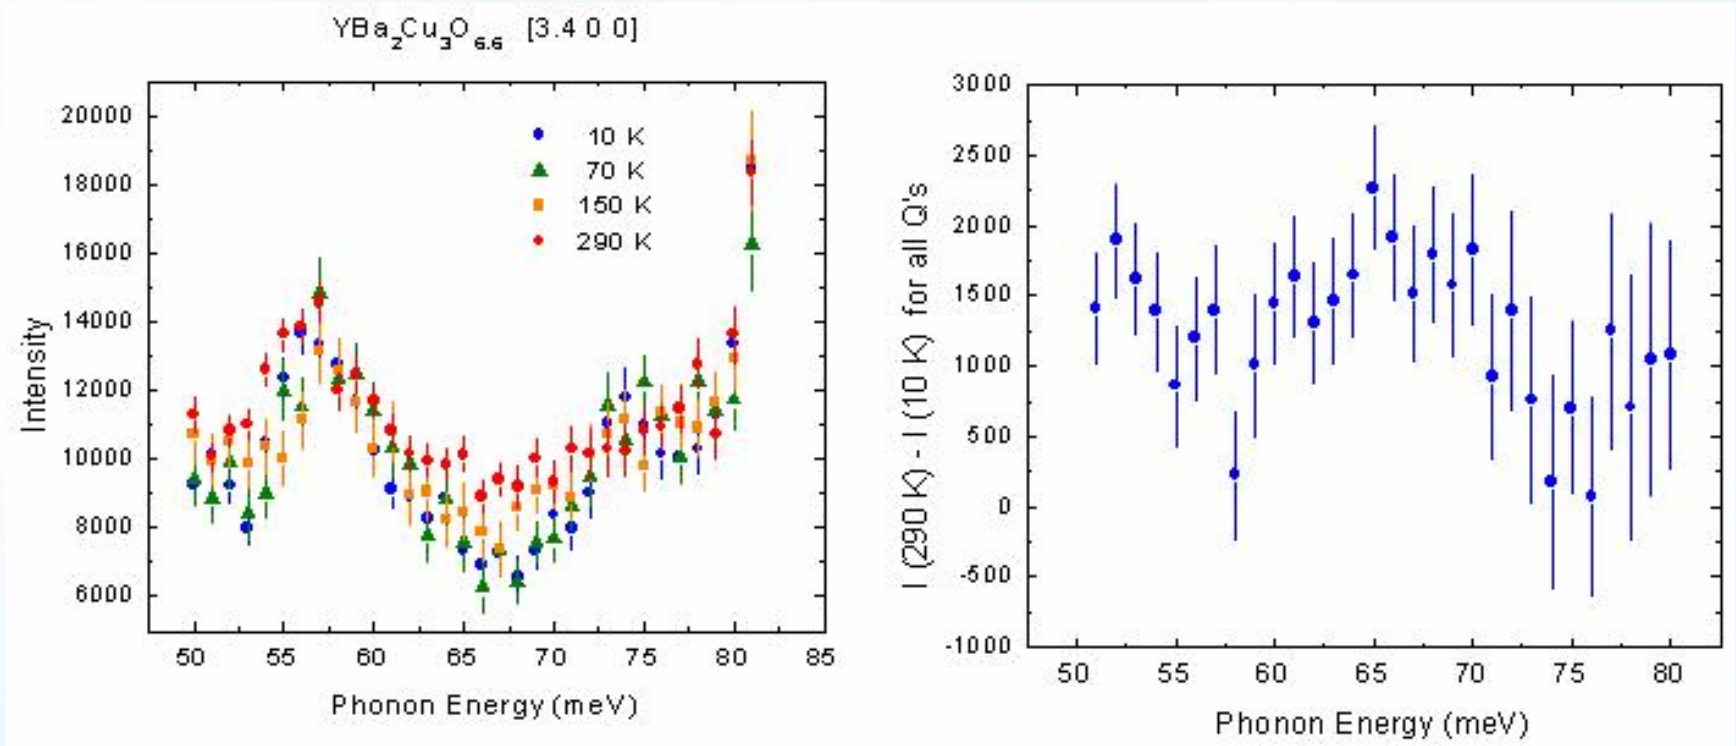 YBa2Cu3O6.6 [3.4 0 0]
20000
18000
16000
14000
12000
10000
8000
6000
Intensity
10 K
70 K
150 K
290 K
50 55 60 65 70 75 80 85
Phonon Energy (meV)
3000
2500
2000
1500
1000
500
0
-500
-1000
I (290 K) - I (10 K) for all Q's
50 55 60 65 70 75 80
Phonon Energy (meV)